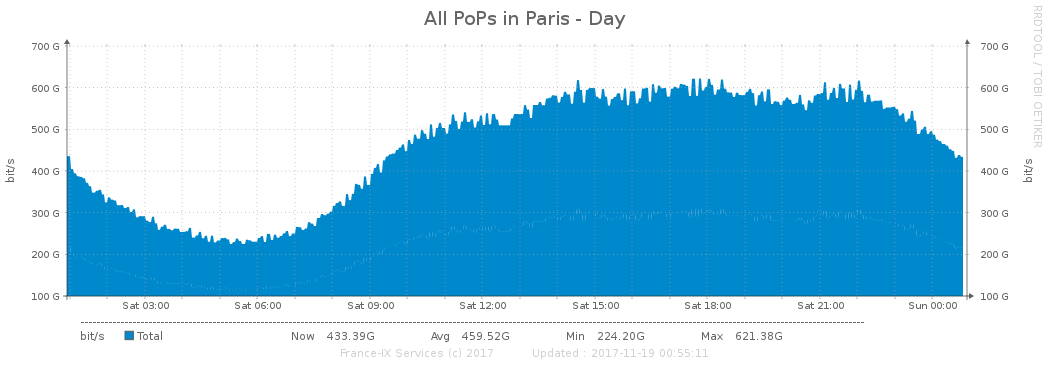 All PoPs in Paris - Day
RRDTOOL / TOBI OETIKER
700 G 700 G
600 G 600 G
500 G 500 G
400 G 400 G
300 G 300 G
200 G 200 G
100 G 100 G
bit/s bit/s
Sat 03:00 Sat 06:00 Sat 09:00 Sat 12:00 Sat 15:00 Sat 18:00 Sat 21:00 Sun 00:00
bit/s Total Now 433.39G Avg 459.52G Min 224.20G Max 621.38G
France-IX Services (c) 2017 Updated : 2017-11-19 00:55:11